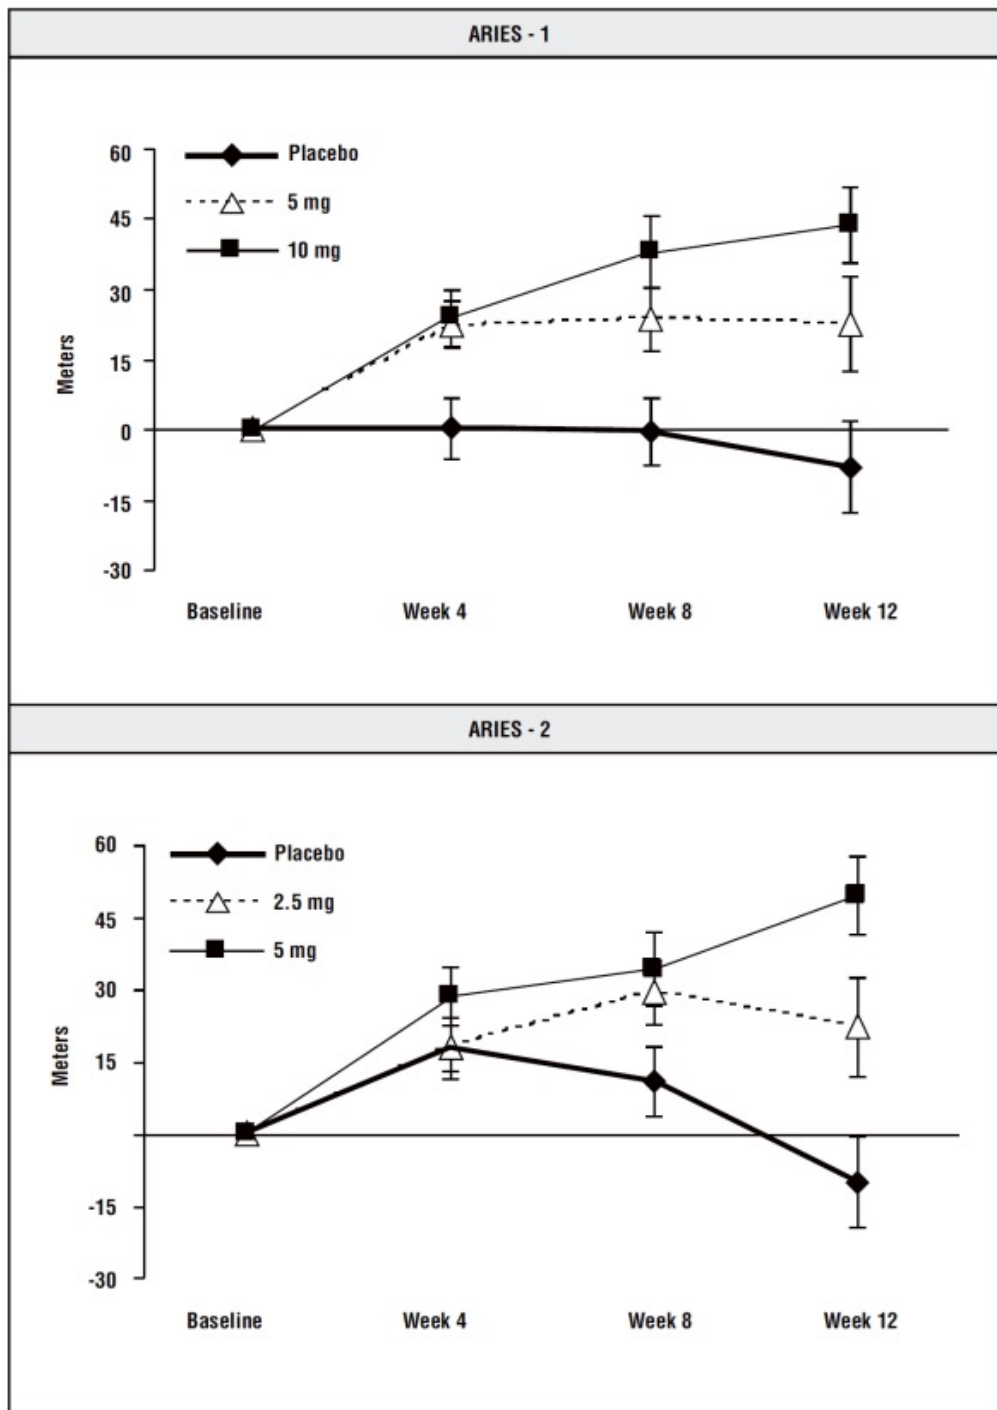 ARIES - 1
Placebo
5 mg
10 mg
60
45
30
15
0
-15
-30
Meters
Baseline Week 4 Week 8 Week 12
ARIES - 2
Placebo
2.5 mg
5 mg
60
45
30
15
-15
-30
Meters
Baseline Week 4 Week 8 Week 12